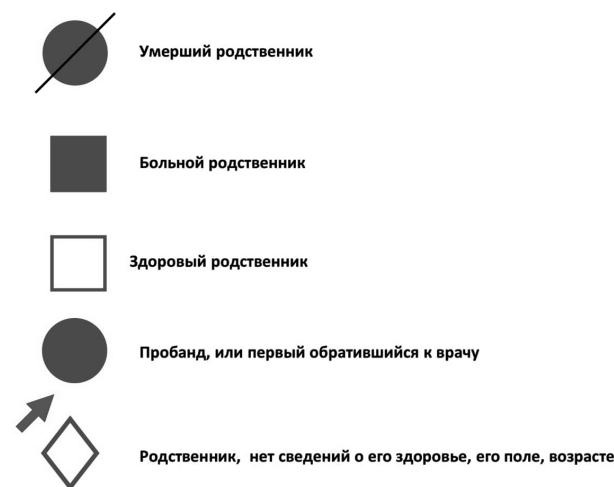 Умерший родственник
Больной родственник
Здоровый родственник
Пробанд, или первый обратившийся к врачу
Родственник, нет сведений о его здоровье, его поле, возрасте